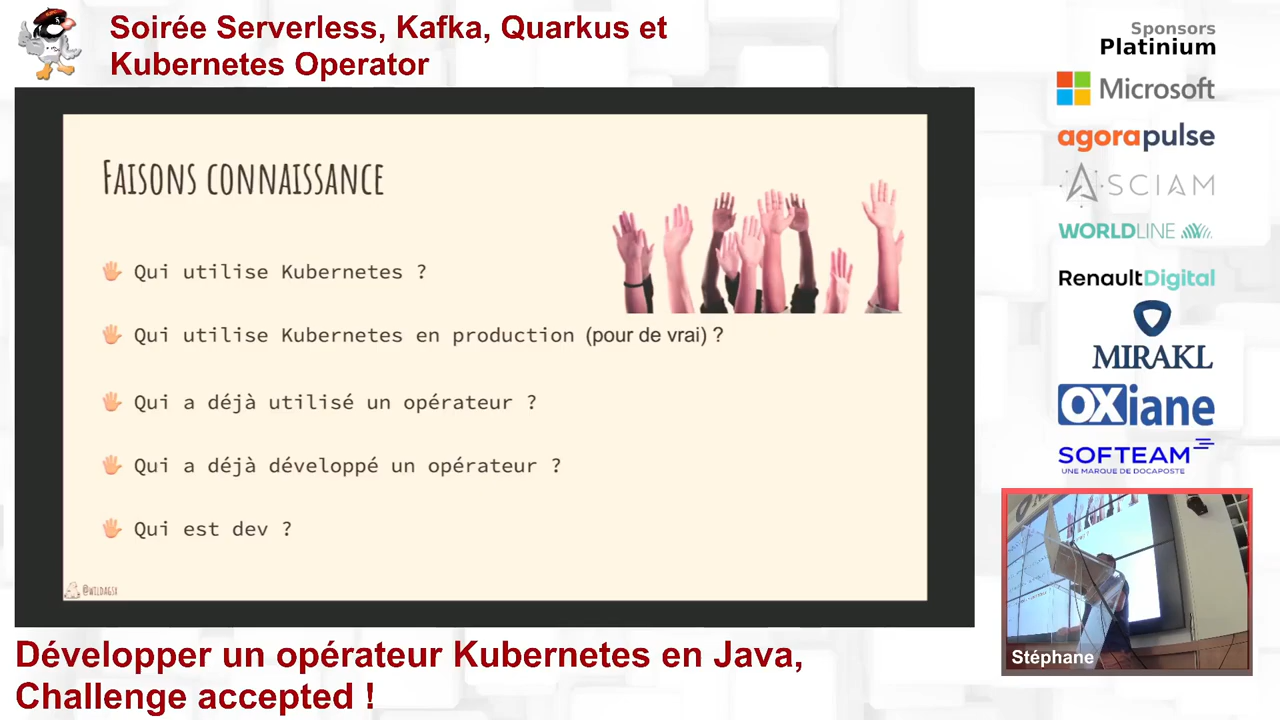 Soirée Serverless, Kafka, Quarkus et
Kubernetes Operator
Sponsors
Platinium
Microsoft
agorapulse
ASCIAM
WORLDLINE
RenaultDigital
MIRAKL
OXiane
SOFTEAM
UNE MARQUE DE DOCAPOSTE
FAISONS CONNAISSANCE
Qui utilise Kubernetes ?
Qui utilise Kubernetes en production (pour de vrai) ?
Qui a déjà utilisé un opérateur ?
Qui a déjà développé un opérateur ?
Qui est dev ?
@WILDAGSX
Stéphane
Développer un opérateur Kubernetes en Java,
Challenge accepted !